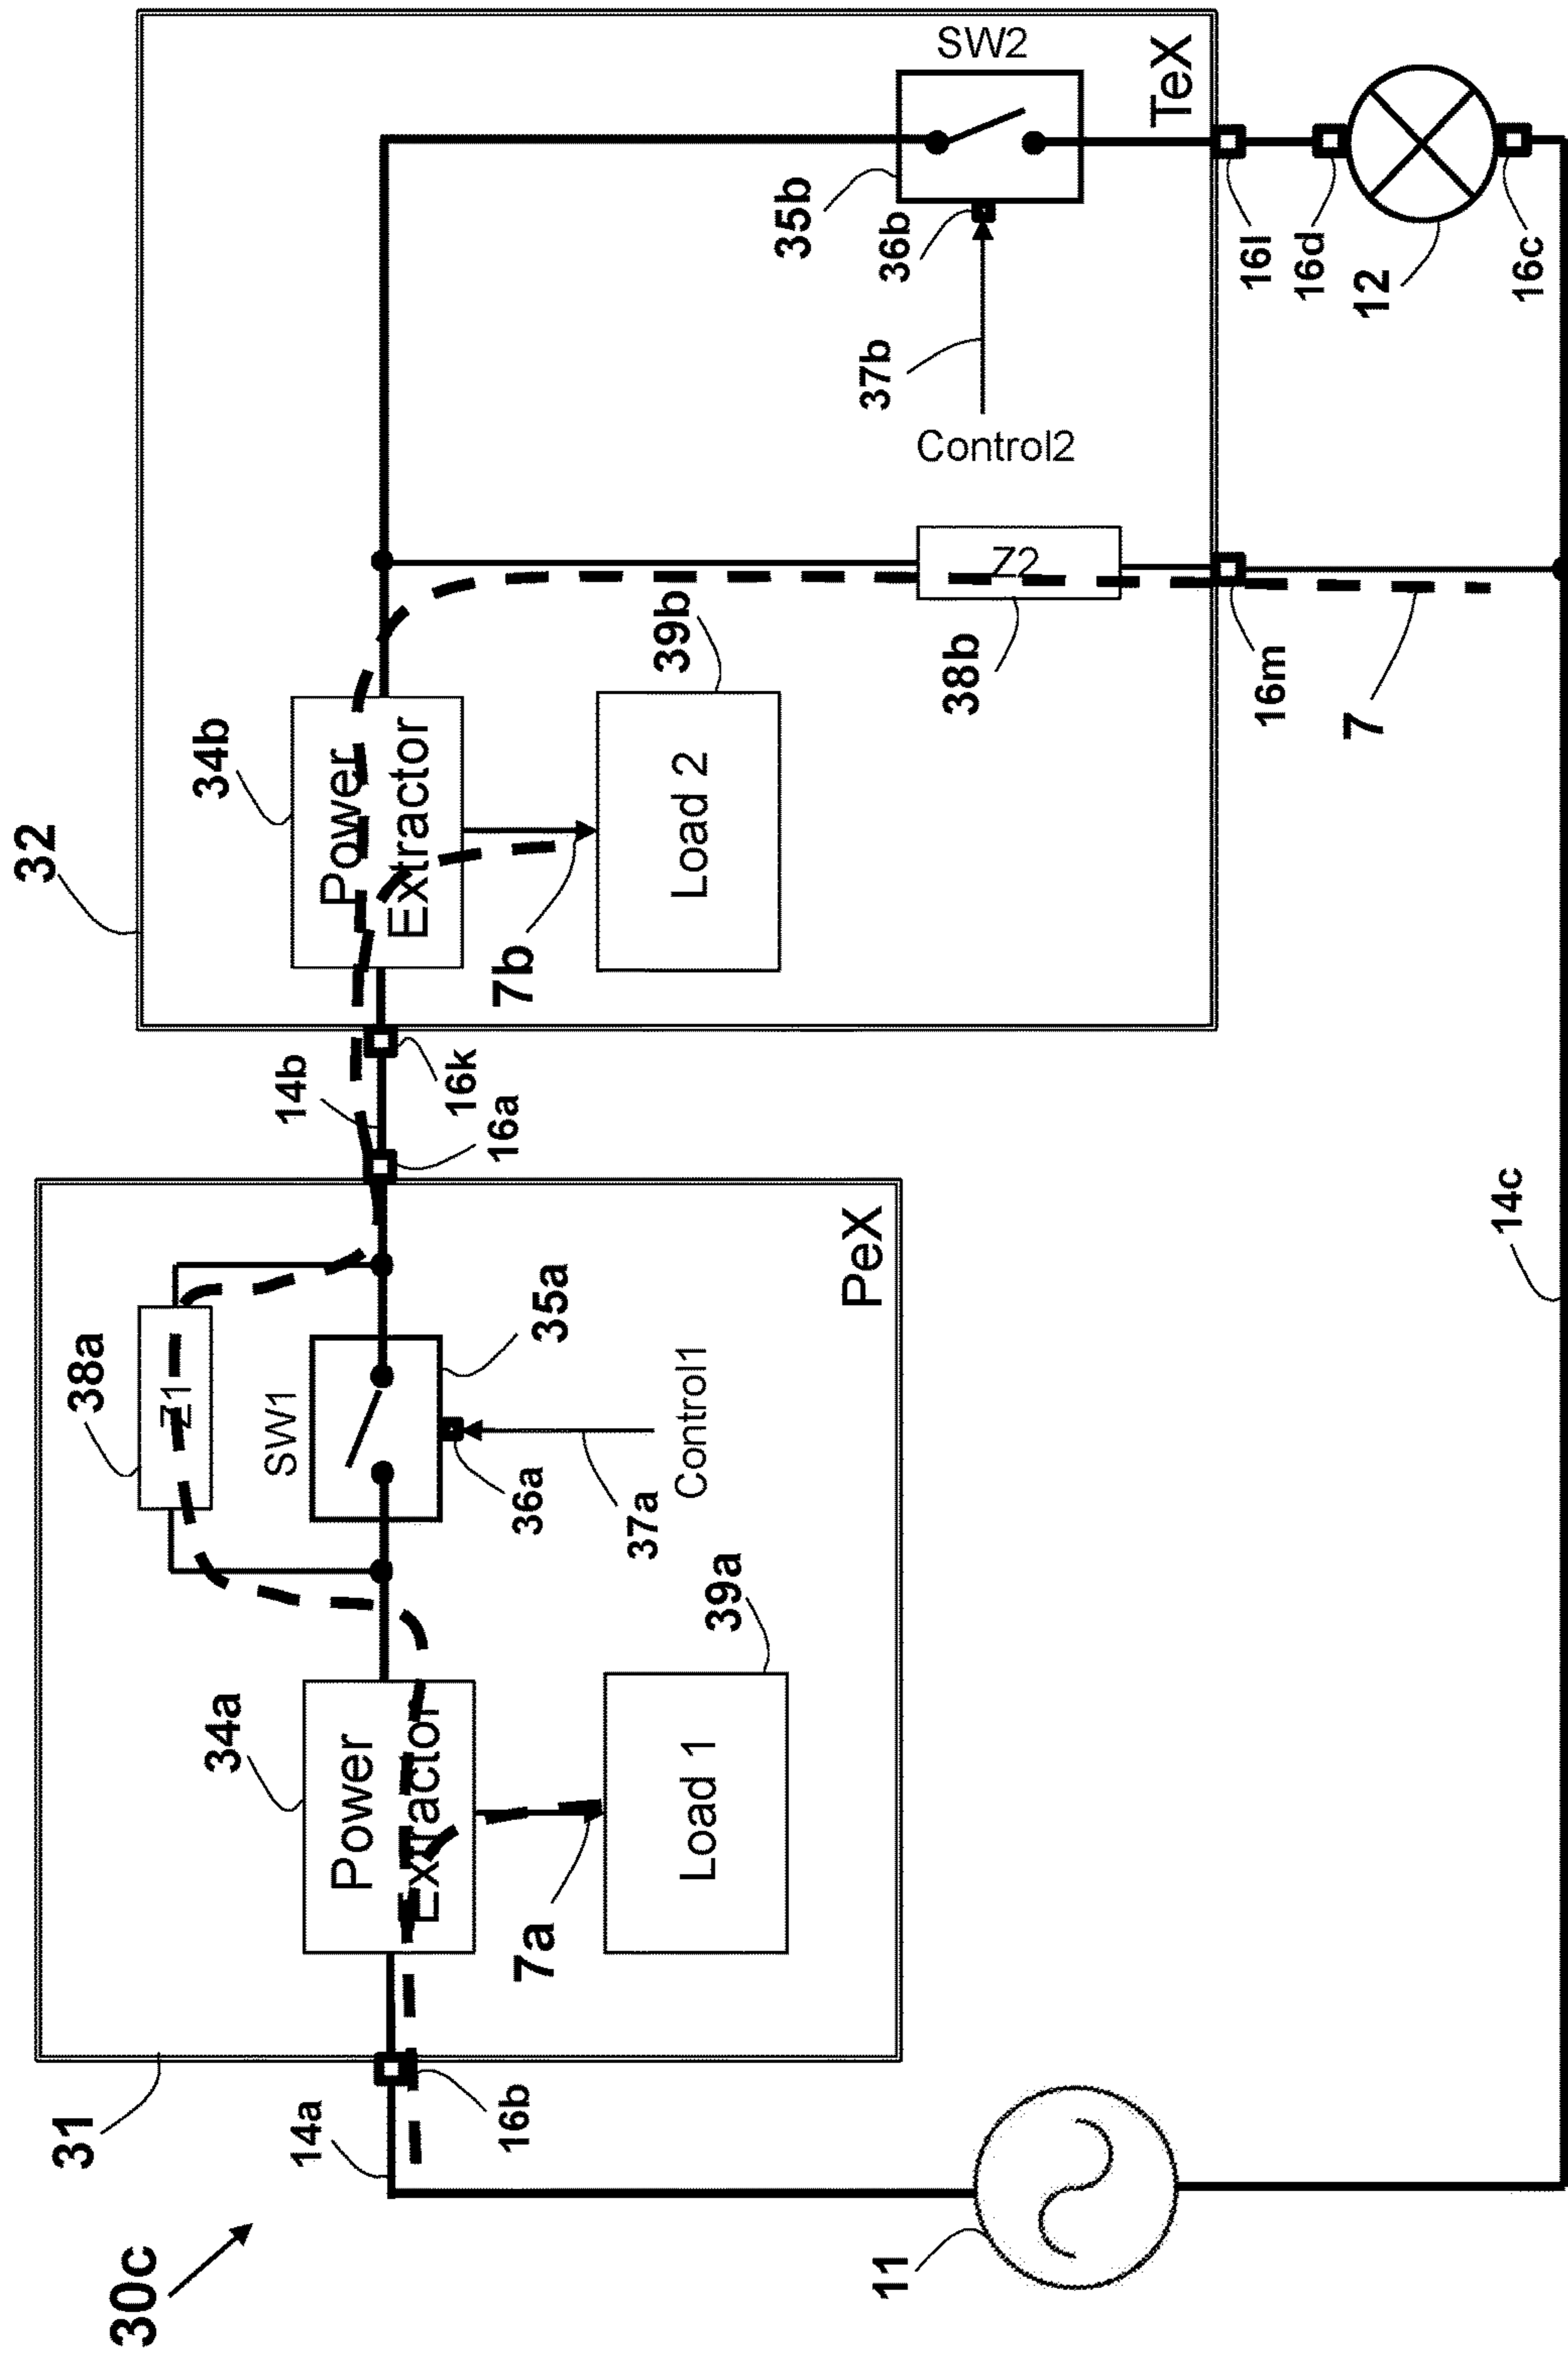 30c
31
32
34a
34b
35a
35b
36a
36b
37a
37b
38a
38b
39a
39b
7a
7b
7
14a
14b
14c
16b
16a
16k
16m
16l
16d
16c
11
12
Power
Extractor
Load 1
Z1
SW1
Control1
PeX
Power
Extractor
Load 2
Z2
SW2
Control2
TeX